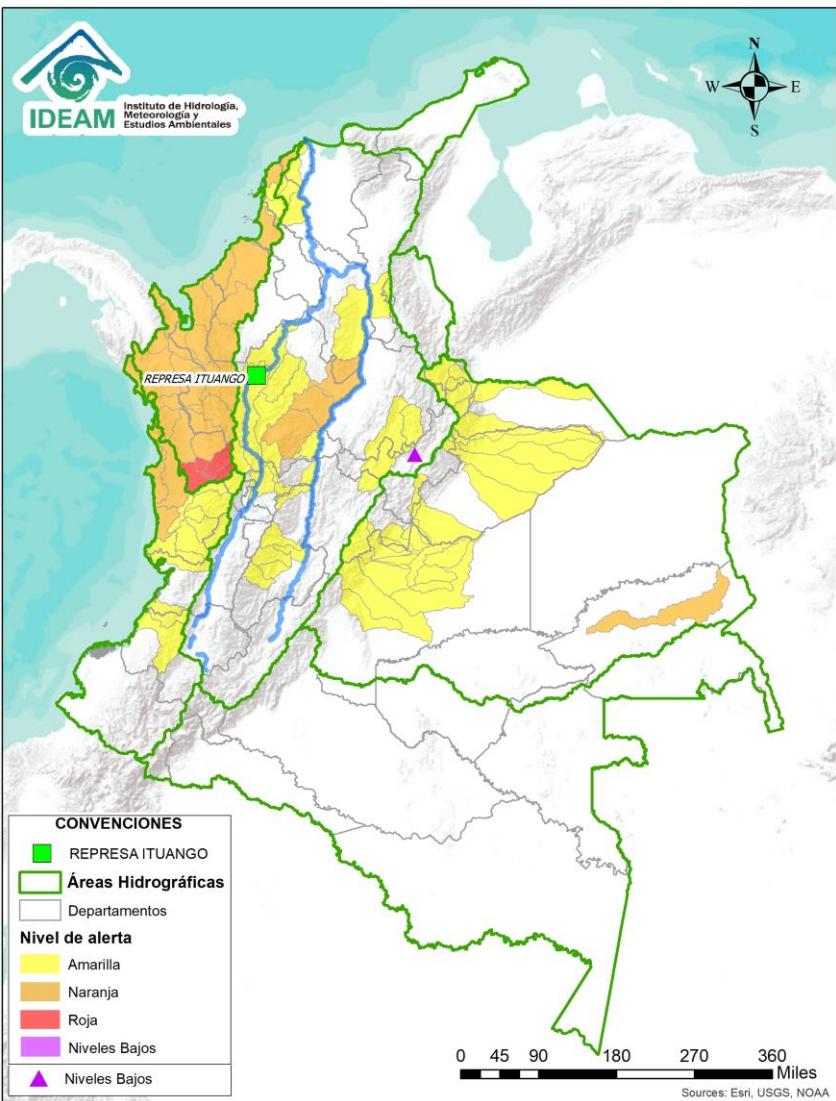 IDEAM
Instituto de Hidrología,
Meteorología y
Estudios Ambientales
N
W
E
S
REPRESA ITUANGO
CONVENCIONES
REPRESA ITUANGO
Áreas Hidrográficas
Departamentos
Nivel de alerta
Amarilla
Naranja
Roja
Niveles Bajos
Niveles Bajos
0 45 90 180 270 360
Miles
Sources: Esri, USGS, NOAA